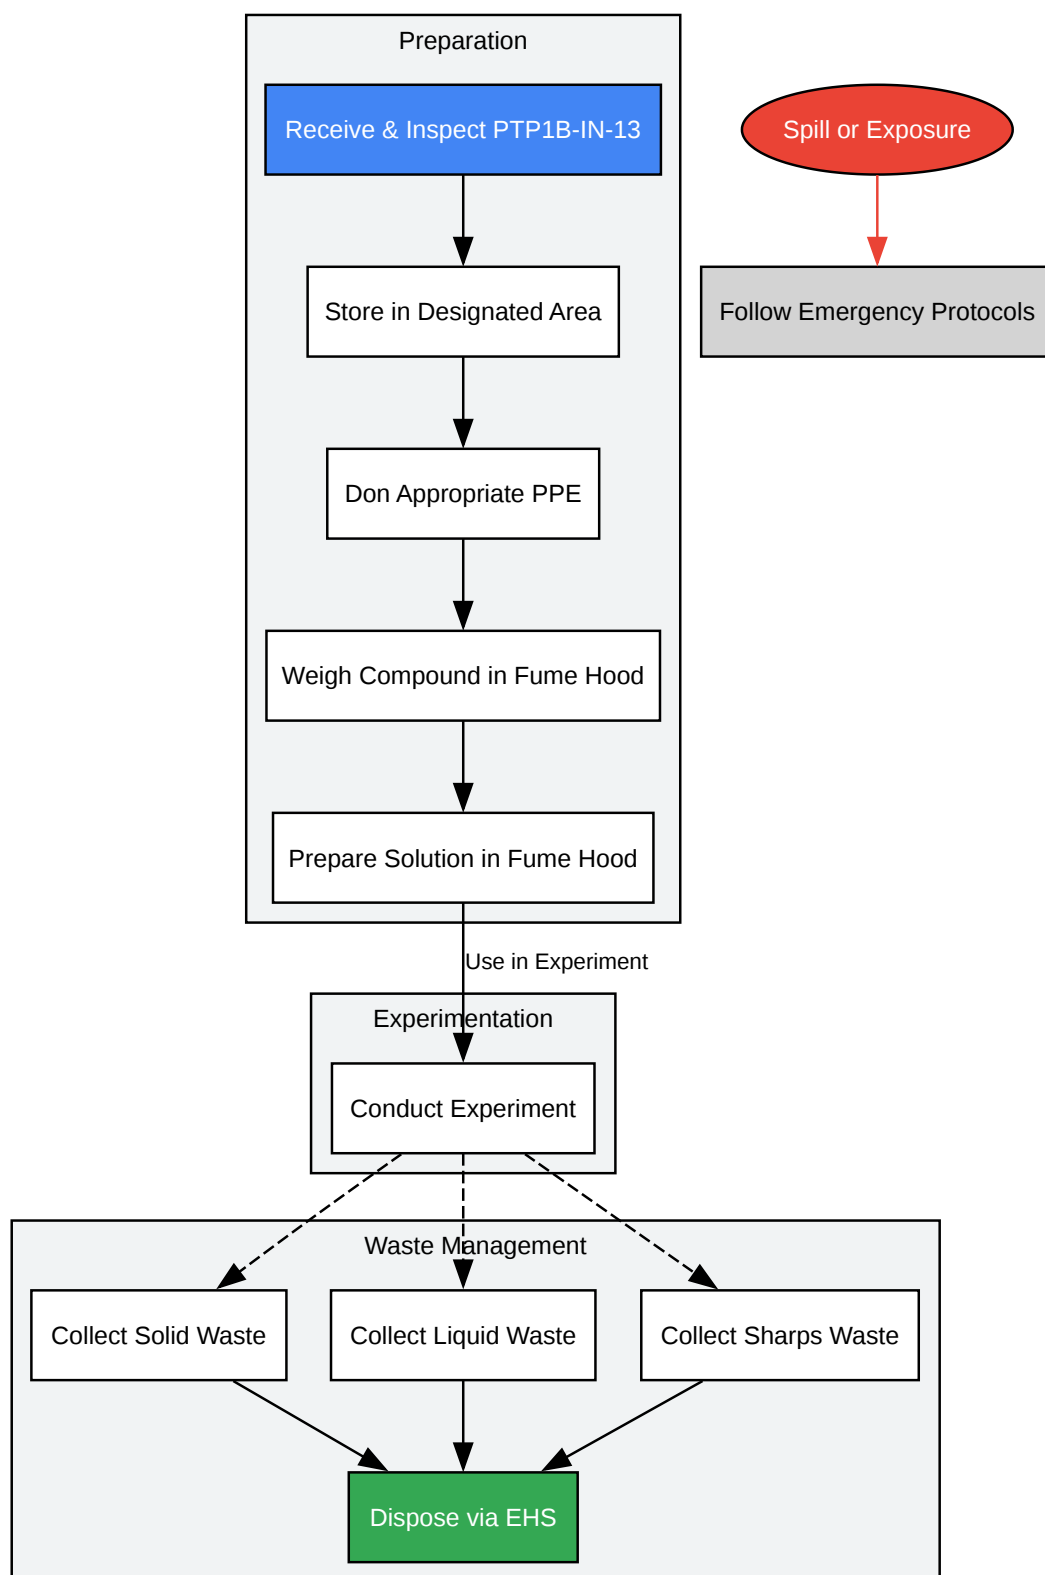 Preparation
Receive & Inspect PTP1B-IN-13
Spill or Exposure
Store in Designated Area
Follow Emergency Protocols
Don Appropriate PPE
Weigh Compound in Fume Hood
Prepare Solution in Fume Hood
Use in Experiment
Experimentation
Conduct Experiment
Waste Management
Collect Solid Waste
Collect Liquid Waste
Collect Sharps Waste
Dispose via EHS